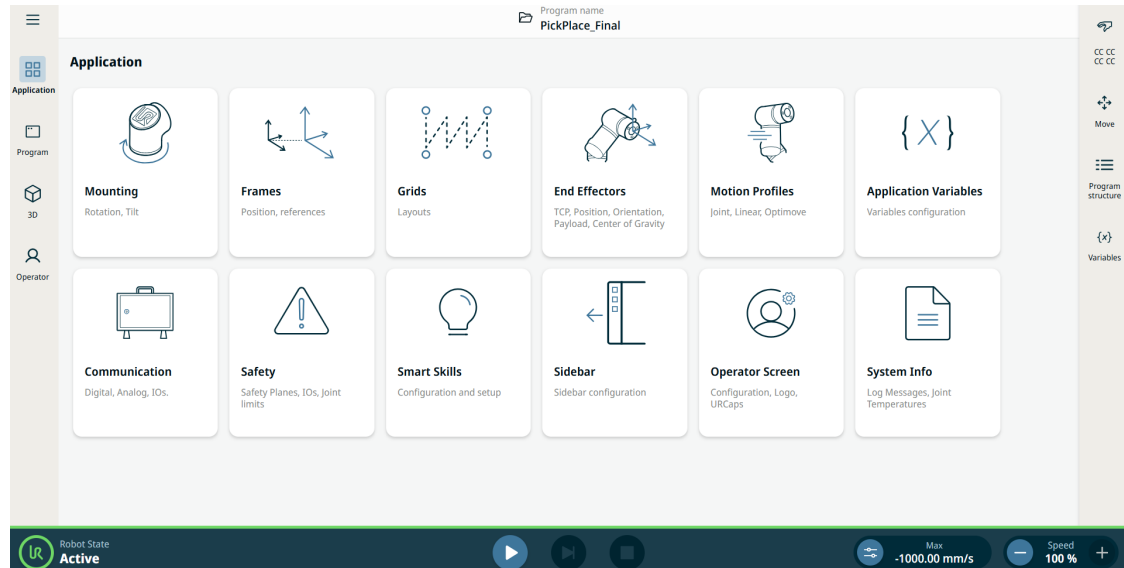 Program name
PickPlace_Final
Application
Application
Program
3D
Operator
Mounting
Rotation, Tilt
Frames
Position, references
Grids
Layouts
End Effectors
TCP, Position, Orientation,
Payload, Center of Gravity
Motion Profiles
Joint, Linear, Optimove
{ X }
Application Variables
Variables configuration
Communication
Digital, Analog, IOs.
Safety
Safety Planes, IOs, Joint
limits
Smart Skills
Configuration and setup
Sidebar
Sidebar configuration
Operator Screen
Configuration, Logo,
URCaps
System Info
Log Messages, Joint
Temperatures
CC CC
CC CC
Move
Program
structure
{x}
Variables
UR
Robot State
Active
Max
-1000.00 mm/s
Speed
100 %